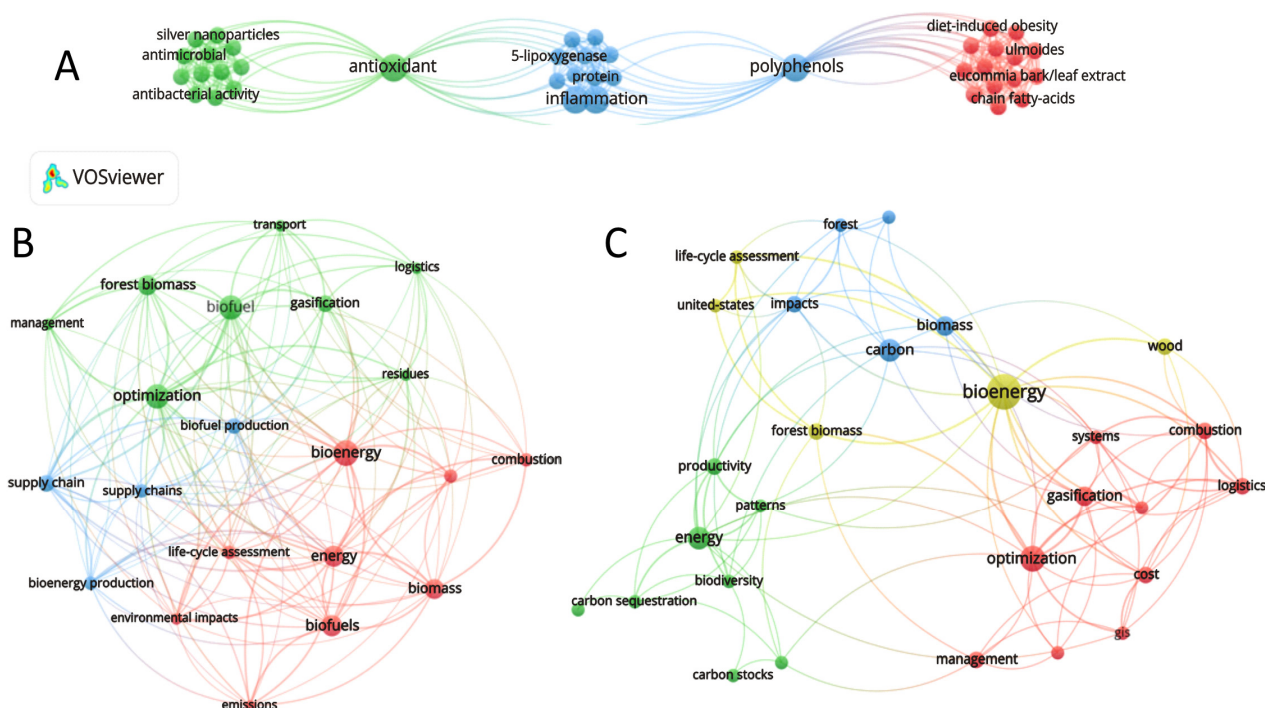 A
silver nanoparticles
antimicrobial
antibacterial activity
antioxidant
5-lipoxygenase
protein
inflammation
polyphenols
diet-induced obesity
ulmoides
eucommia bark/leaf extract
chain fatty-acids
VOSviewer
B
transport
logistics
forest biomass
biofuel
gasification
management
residues
optimization
biofuel production
bioenergy
combustion
supply chain
supply chains
life-cycle assessment
energy
bioenergy production
biomass
environmental impacts
biofuels
emissions
C
forest
life-cycle assessment
united-states
impacts
biomass
carbon
wood
bioenergy
forest biomass
systems
combustion
productivity
logistics
gasification
patterns
energy
optimization
biodiversity
cost
carbon sequestration
gis
management
carbon stocks